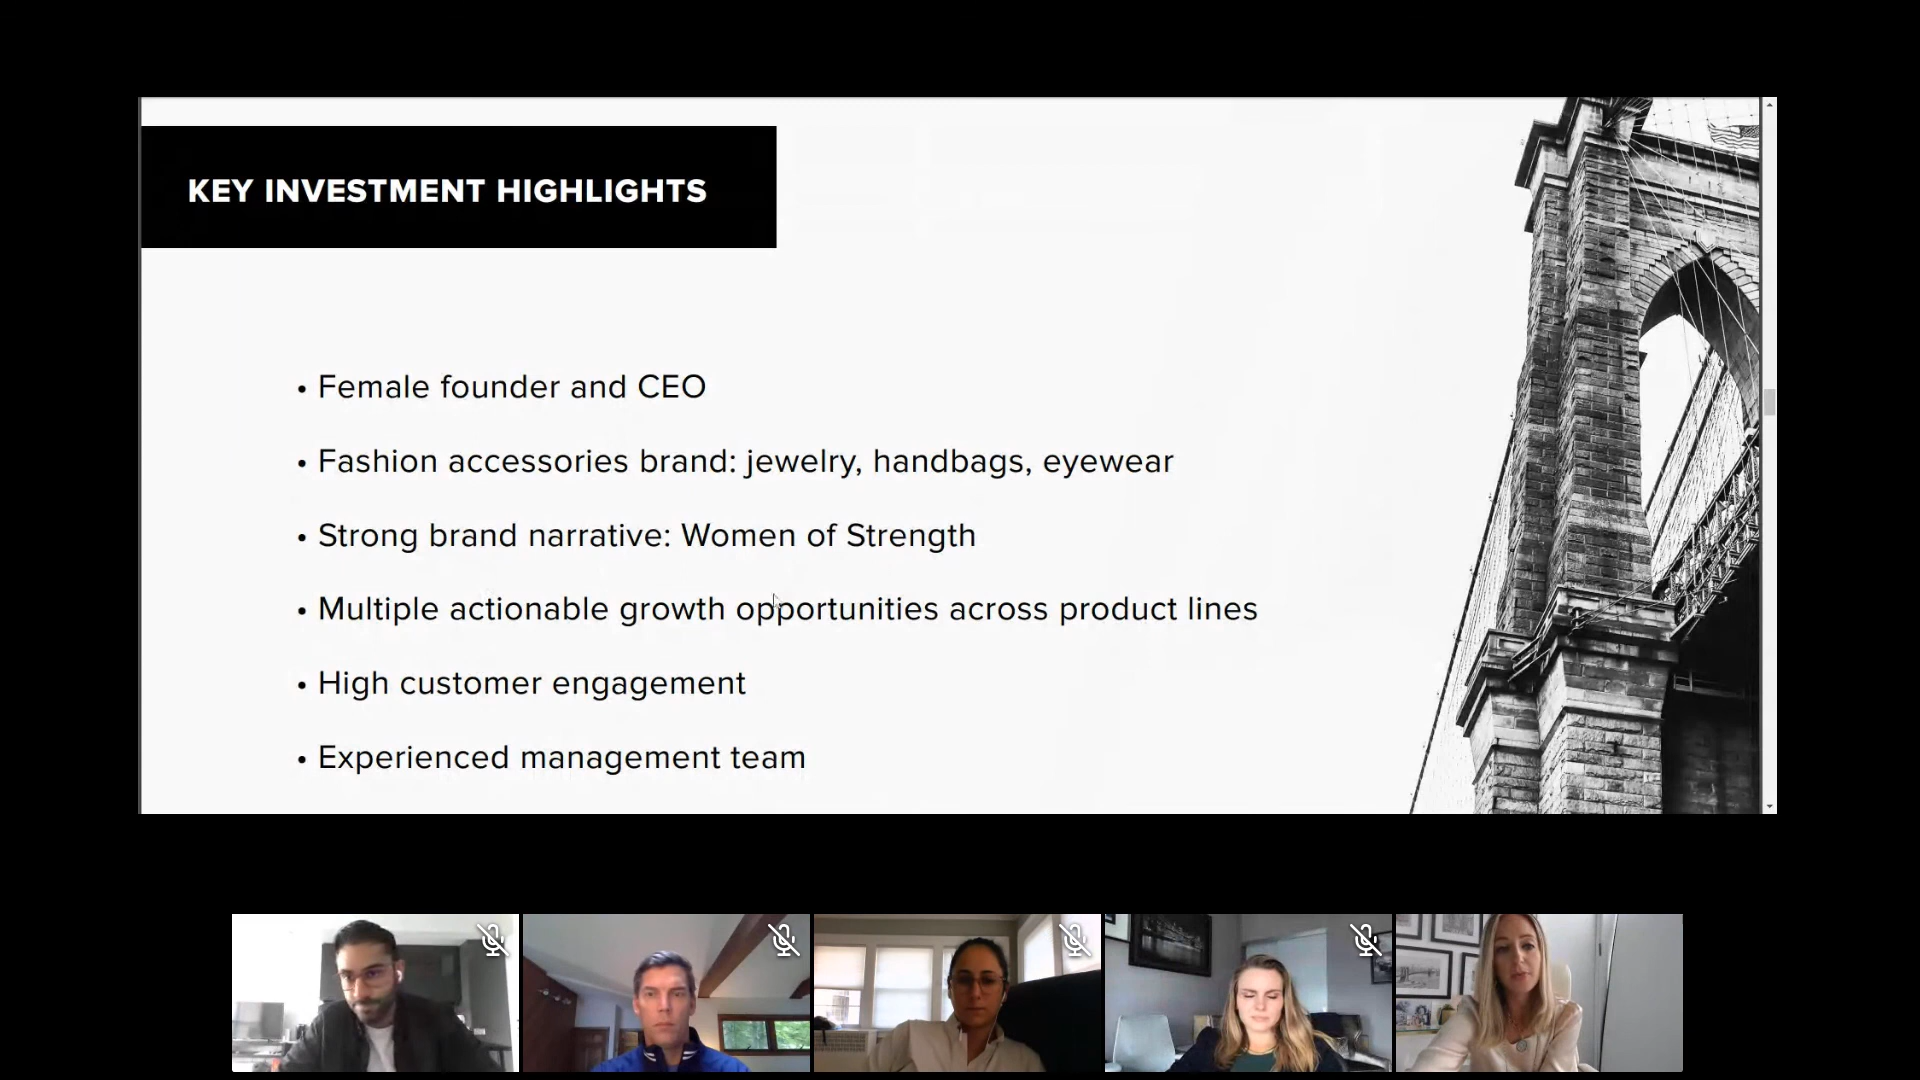 KEY INVESTMENT HIGHLIGHTS
• Female founder and CEO
• Fashion accessories brand: jewelry, handbags, eyewear
• Strong brand narrative: Women of Strength
• Multiple actionable growth opportunities across product lines
• High customer engagement
• Experienced management team